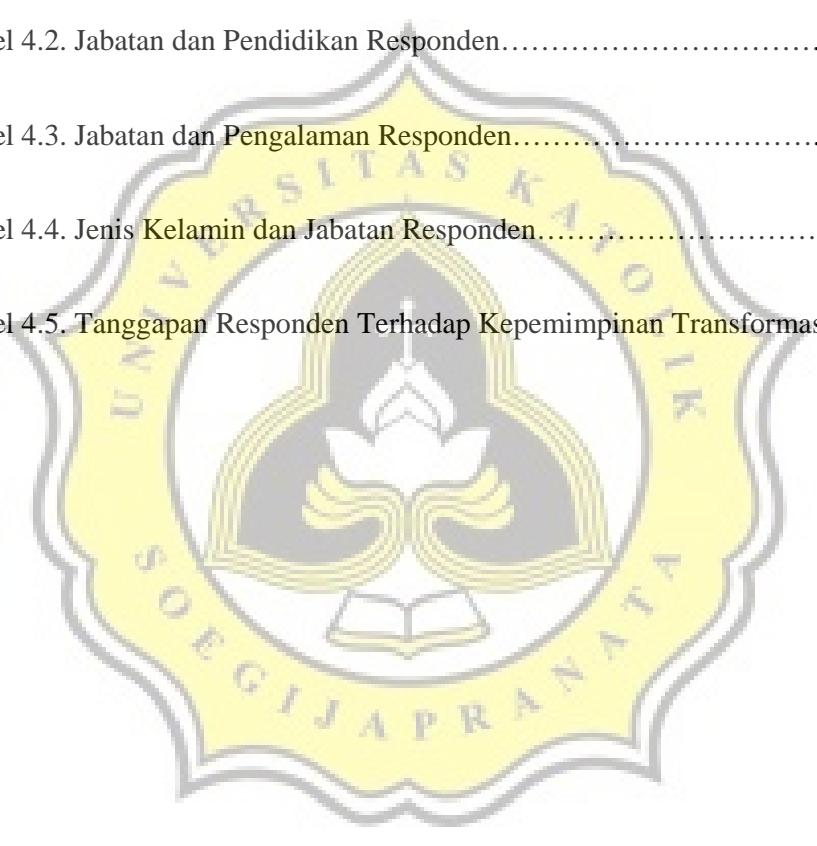 el 4.2. Jabatan dan Pendidikan Responden……………………………
el 4.3. Jabatan dan Pengalaman Responden……………………………
el 4.4. Jenis Kelamin dan Jabatan Responden…………………………
el 4.5. Tanggapan Responden Terhadap Kepemimpinan Transformas
UNIVERSITAS KATOLIK
SOEGIJAPRANATA